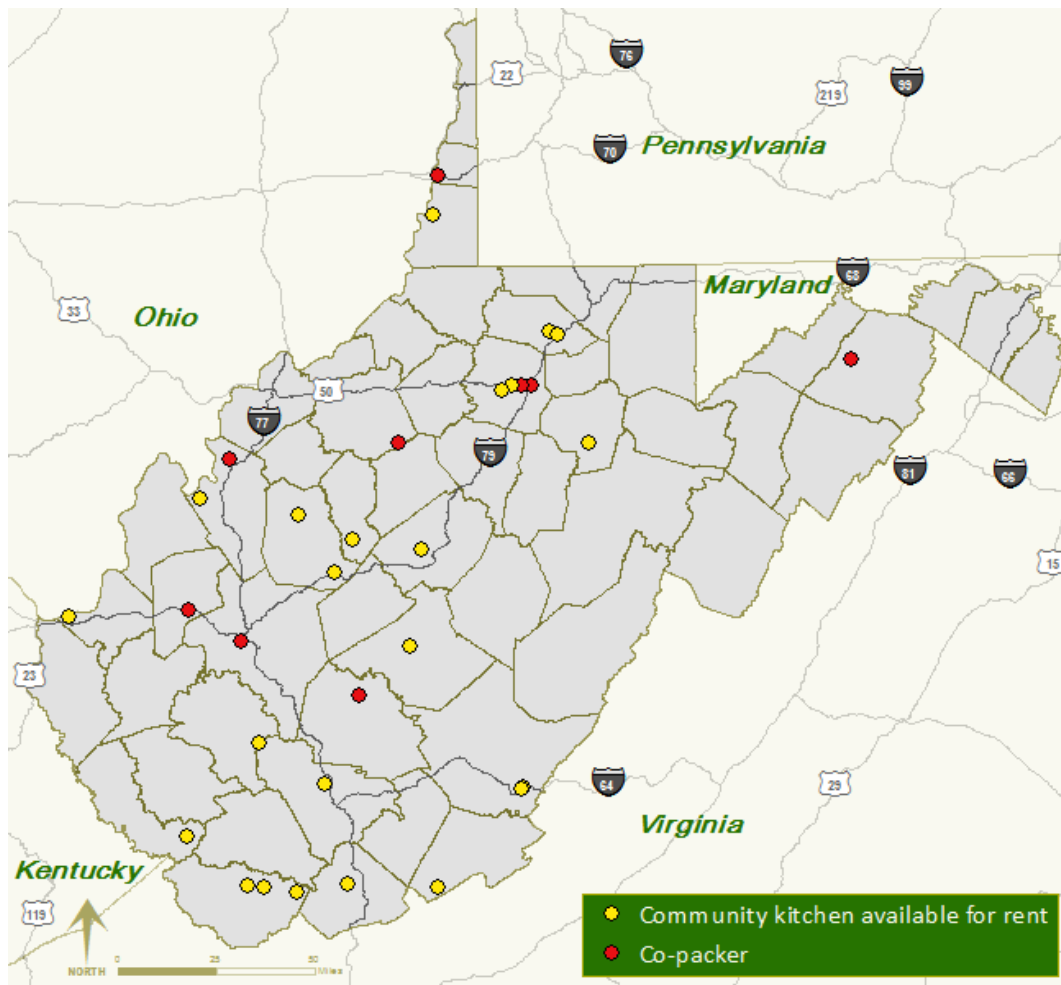 76
22
99
219
70
Pennsylvania
68
Maryland
33
Ohio
50
77
79
81
66
15
23
64
29
Virginia
Kentucky
119
NORTH
0 25 50
Miles
Community kitchen available for rent
Co-packer